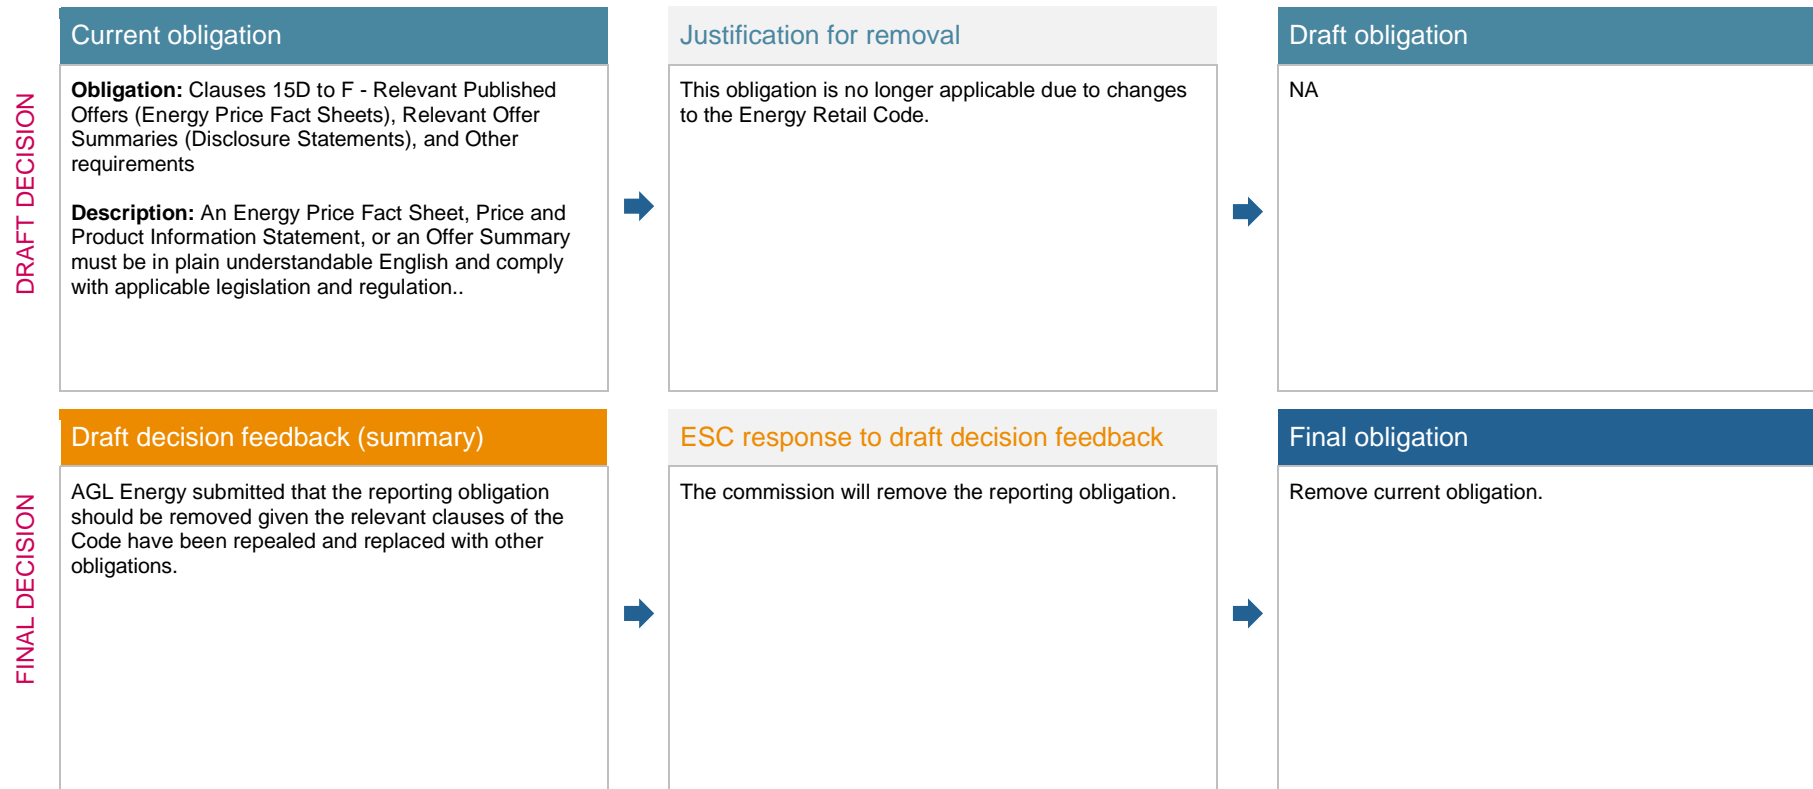 DRAFT DECISION
Current obligation
Obligation: Clauses 15D to F - Relevant Published
Offers (Energy Price Fact Sheets), Relevant Offer
Summaries (Disclosure Statements), and Other
requirements
Description: An Energy Price Fact Sheet, Price and
Product Information Statement, or an Offer Summary
must be in plain understandable English and comply
with applicable legislation and regulation..
Justification for removal
This obligation is no longer applicable due to changes
to the Energy Retail Code.
Draft obligation
NA
FINAL DECISION
Draft decision feedback (summary)
AGL Energy submitted that the reporting obligation
should be removed given the relevant clauses of the
Code have been repealed and replaced with other
obligations.
ESC response to draft decision feedback
The commission will remove the reporting obligation.
Final obligation
Remove current obligation.